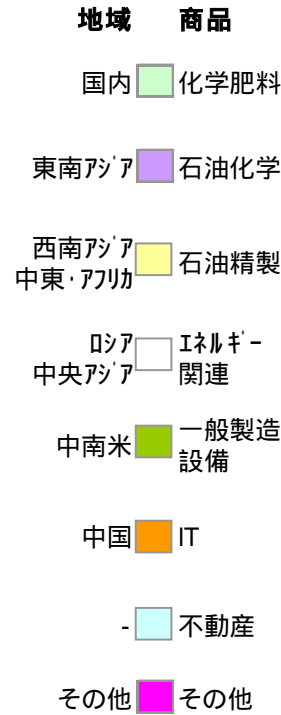 地域 商品
国内 化学肥料
東南ｱｼﾞｱ 石油化学
西南ｱｼﾞｱ
中東･ｱﾌﾘｶ 石油精製
ﾛｼｱ
中央ｱｼﾞｱ
ｴﾈﾙｷﾞｰ
関連
中南米
一般製造
設備
中国 IT
- 不動産
その他 その他